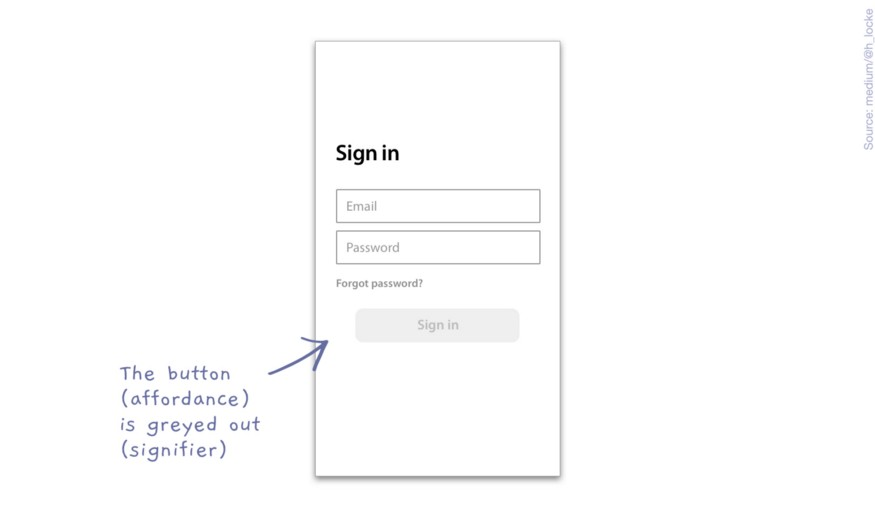 Sign in
Email
Password
Forgot password?
Sign in
The button
(affordance)
is greyed out
(signifier)
Source: medium/@h_locke